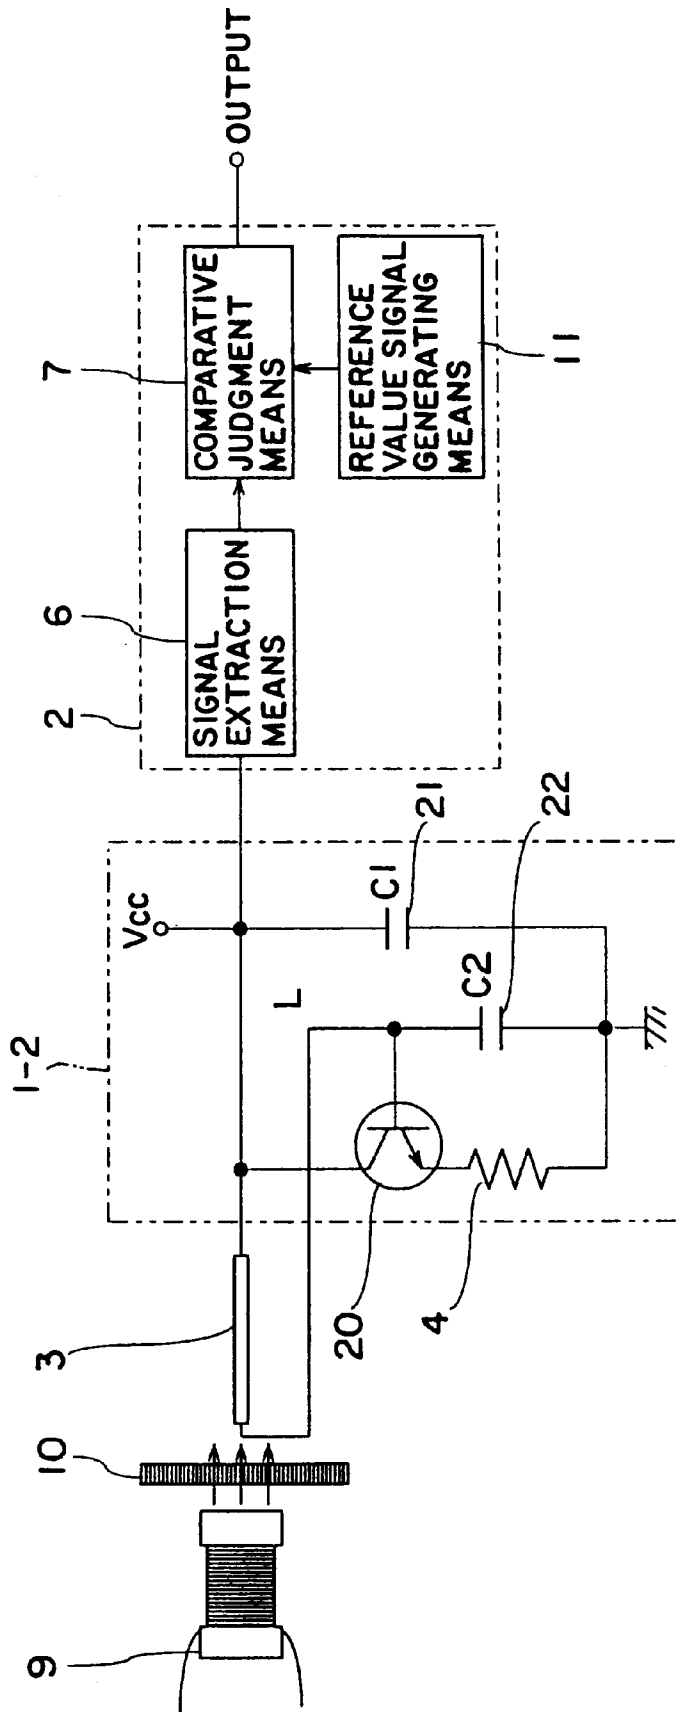 1-2
2
6
7
OUTPUT
Vcc
SIGNAL
EXTRACTION
MEANS
COMPARATIVE
JUDGMENT
MEANS
REFERENCE
VALUE SIGNAL
GENERATING
MEANS
11
9
10
3
L
C1
21
C2
22
20
4